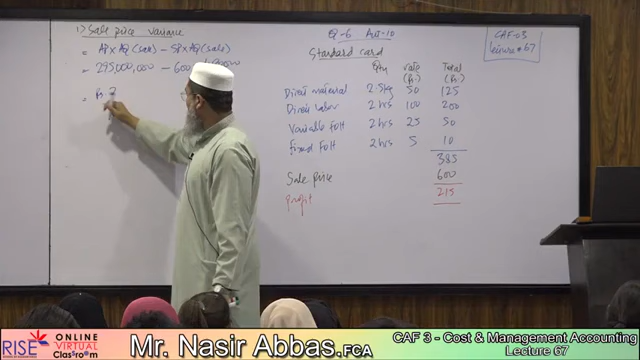 1) Sale price variance
= AP x AQ (sale) - SP x AQ (sale)
= 295,000,000 - 600
= Rs.
Q-6 Aut-10
Standard card
Qty rate (Rs.) Total (Rs.)
Direct material 2.5kg 50 125
Direct labor 2 hrs 100 200
Variable FOH 2 hrs 25 50
Fixed FOH 2 hrs 5 10
385
Sale price 600
Profit 215
CAF-03
Lecture #67
RISE
ONLINE
VIRTUAL
Classroom
Mr. Nasir Abbas.FCA
CAF 3 - Cost & Management Accounting
Lecture 67